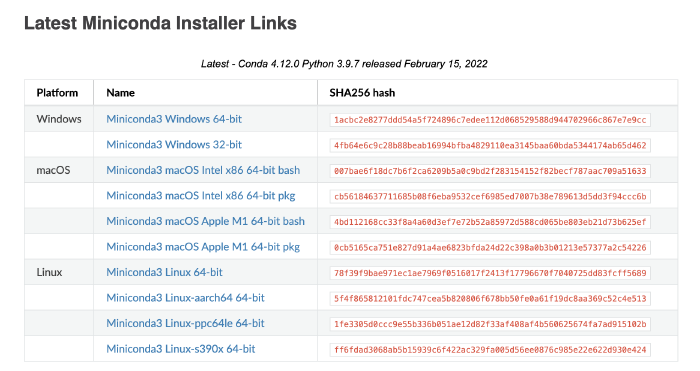 Latest Miniconda Installer Links
Latest - Conda 4.12.0 Python 3.9.7 released February 15, 2022
Platform Name SHA256 hash
Windows Miniconda3 Windows 64-bit 1acbc2e8277ddd54a5f724896c7edee112d068529588d944702966c867e7e9cc
Miniconda3 Windows 32-bit 4fb64e6c9c28b88beab16994bfba4829110ea3145baa60bda5344174ab65d462
macOS Miniconda3 macOS Intel x86 64-bit bash 007bae6f18dc7b6f2ca6209b5a0c9bd2f283154152f82becf787aac709a51633
Miniconda3 macOS Intel x86 64-bit pkg cb56184637711685b08f6eba9532cef6985ed7007b38e789613d5dd3f94ccc6b
Miniconda3 macOS Apple M1 64-bit bash 4bd112168cc33f8a4a60d3ef7e72b52a85972d588cd065be803eb21d73b625ef
Miniconda3 macOS Apple M1 64-bit pkg 0cb5165ca751e827d91a4ae6823bfda24d22c398a0b3b01213e57377a2c54226
Linux Miniconda3 Linux 64-bit 78f39f9bae971ec1ae7969f0516017f2413f17796670f7040725dd83fcff5689
Miniconda3 Linux-aarch64 64-bit 5f4f865812101fdc747cea5b820806f678bb50fe0a61f19dc8aa369c52c4e513
Miniconda3 Linux-ppc64le 64-bit 1fe3305d0ccc9e55b336b051ae12d82f33af408af4b560625674fa7ad915102b
Miniconda3 Linux-s390x 64-bit ff6fdad3068ab5b15939c6f422ac329fa005d56ee0876c985e22e622d930e424